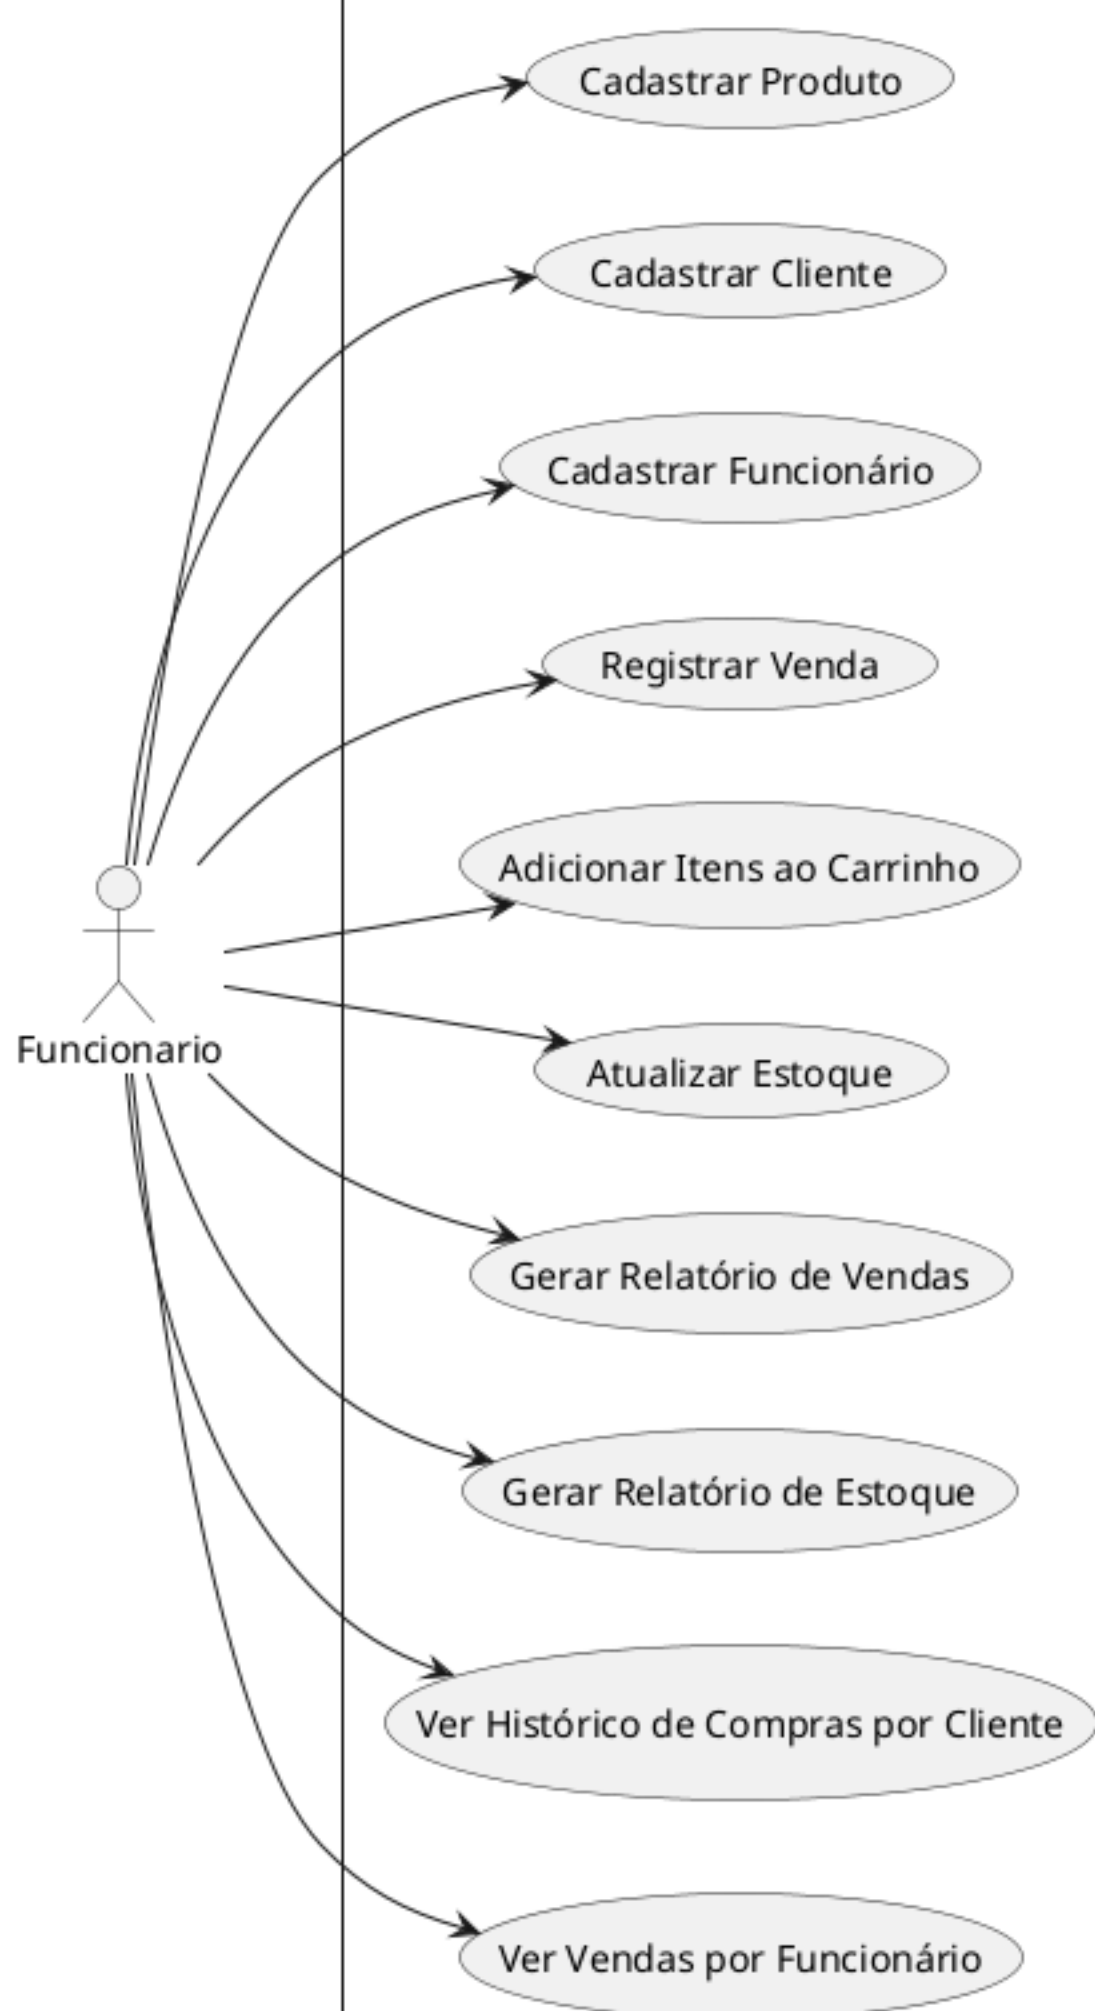 Cadastrar Produto
Cadastrar Cliente
Cadastrar Funcionário
Registrar Venda
Adicionar Itens ao Carrinho
Funcionario
Atualizar Estoque
Gerar Relatório de Vendas
Gerar Relatório de Estoque
Ver Histórico de Compras por Cliente
Ver Vendas por Funcionário